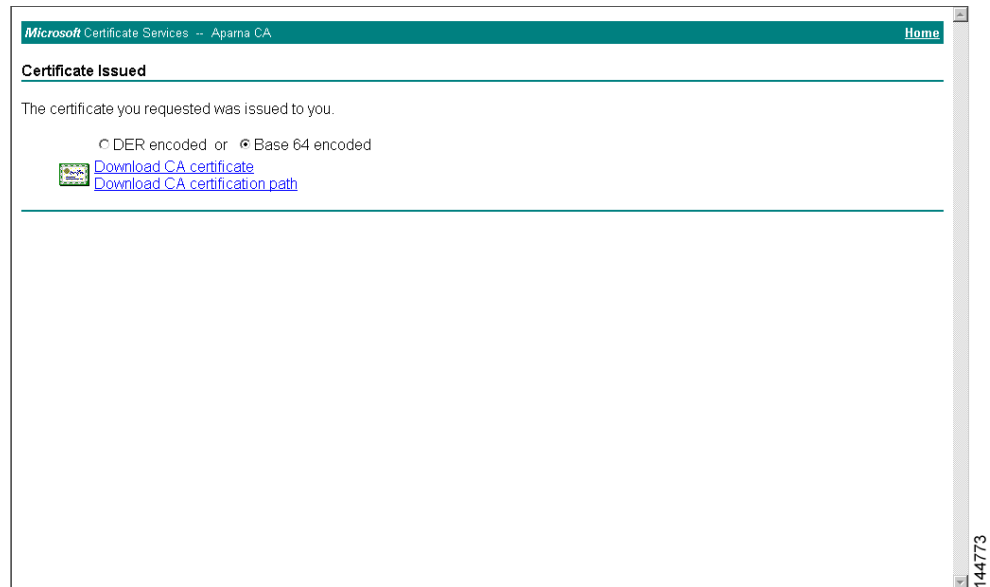 Microsoft Certificate Services -- Aparna CA Home
Certificate Issued
The certificate you requested was issued to you.
DER encoded or Base 64 encoded
Download CA certificate
Download CA certification path
144773